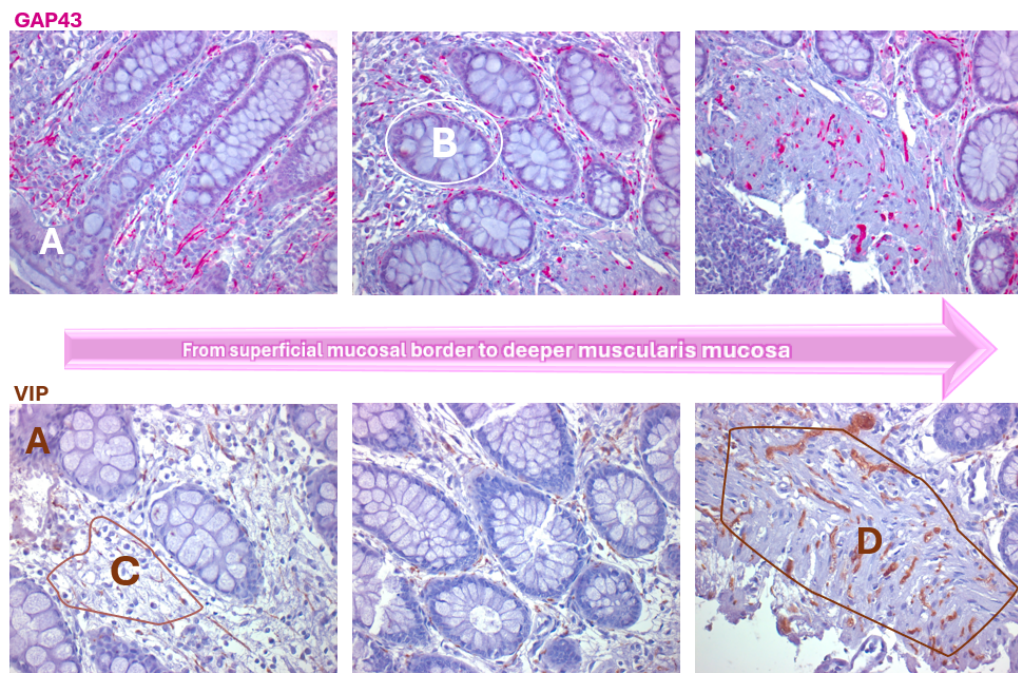 GAP43
A
B
From superficial mucosal border to deeper muscularis mucosa
VIP
A
C
D